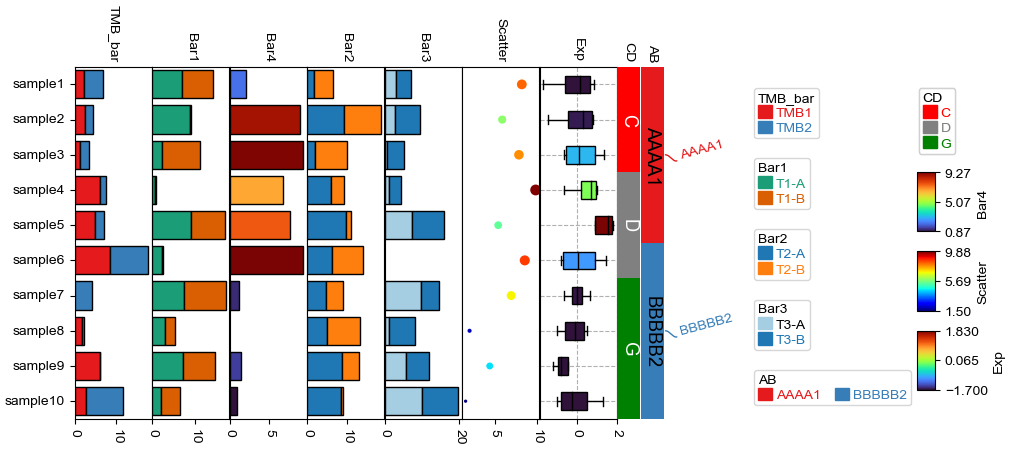 TMB_bar Bar1 Bar4 Bar2 Bar3 Scatter Exp CD AB
sample1
sample2
sample3
sample4
sample5
sample6
sample7
sample8
sample9
sample10
0 10 0 10 0 5 0 10 0 20 5 10 0 2
C
D
G
AAAA1
BBBBB2
AAAA1
BBBBB2
TMB_bar
TMB1
TMB2
Bar1
T1-A
T1-B
Bar2
T2-A
T2-B
Bar3
T3-A
T3-B
AB
AAAA1 BBBBB2
CD
C
D
G
9.27
5.07
0.87
Bar4
9.88
5.69
1.50
Scatter
1.830
0.065
−1.700
Exp